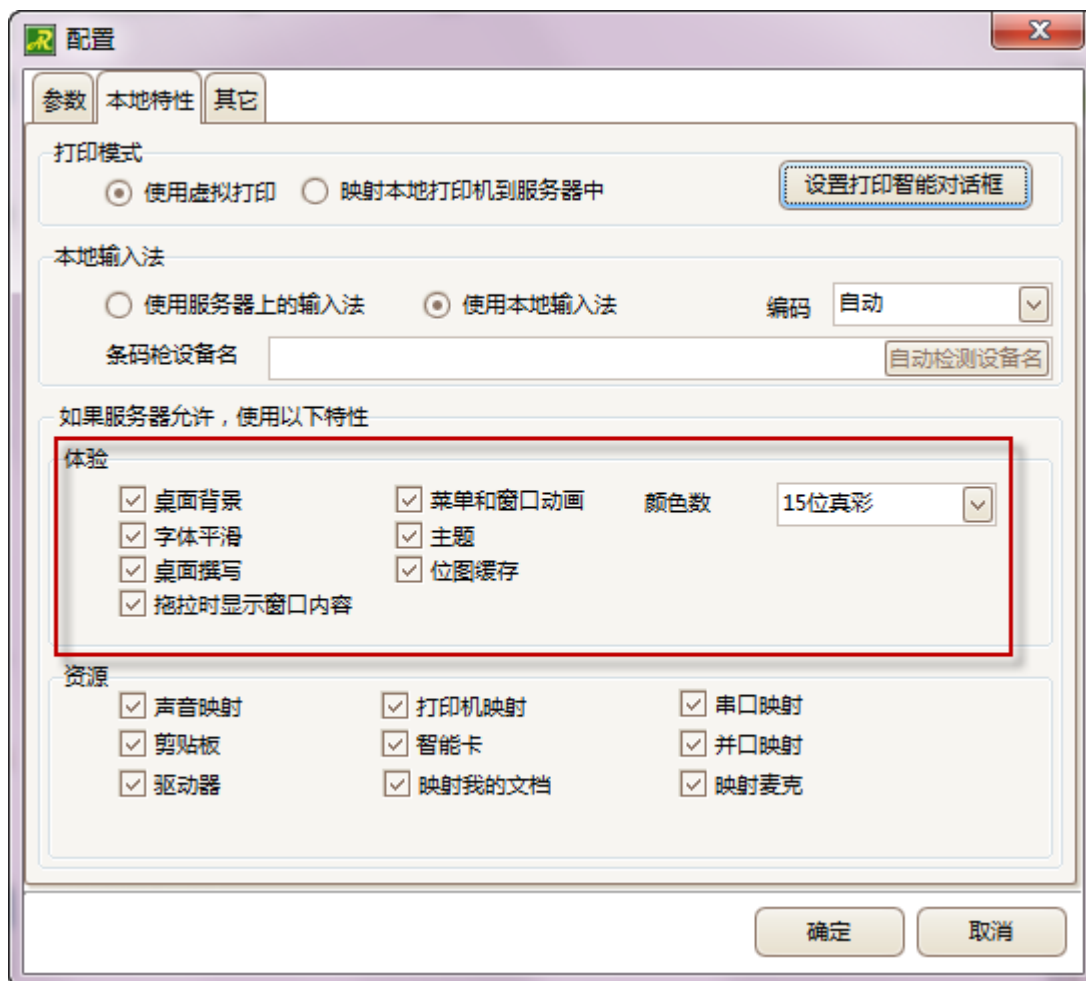 配置
参数 本地特性 其它
打印模式
使用虚拟打印 映射本地打印机到服务器中 设置打印智能对话框
本地输入法
使用服务器上的输入法 使用本地输入法 编码 自动
条码枪设备名 自动检测设备名
如果服务器允许，使用以下特性
体验
桌面背景 菜单和窗口动画 颜色数 15位真彩
字体平滑 主题
桌面撰写 位图缓存
拖拉时显示窗口内容
资源
声音映射 打印机映射 串口映射
剪贴板 智能卡 并口映射
驱动器 映射我的文档 映射麦克
确定 取消